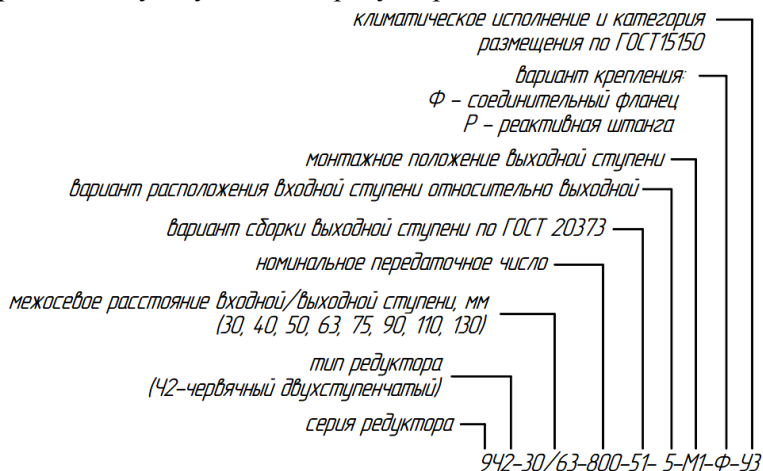 климатическое исполнение и категория
размещения по ГОСТ15150
вариант крепления:
Ф – соединительный фланец
Р – реактивная штанга
монтажное положение выходной ступени
вариант расположения входной ступени относительно выходной
вариант сборки выходной ступени по ГОСТ 20373
номинальное передаточное число
межосевое расстояние входной/выходной ступени, мм
(30, 40, 50, 63, 75, 90, 110, 130)
тип редуктора
(Ч2-червячный двухступенчатый)
серия редуктора
9Ч2-30/63-800-51- 5-М1-Ф-У3